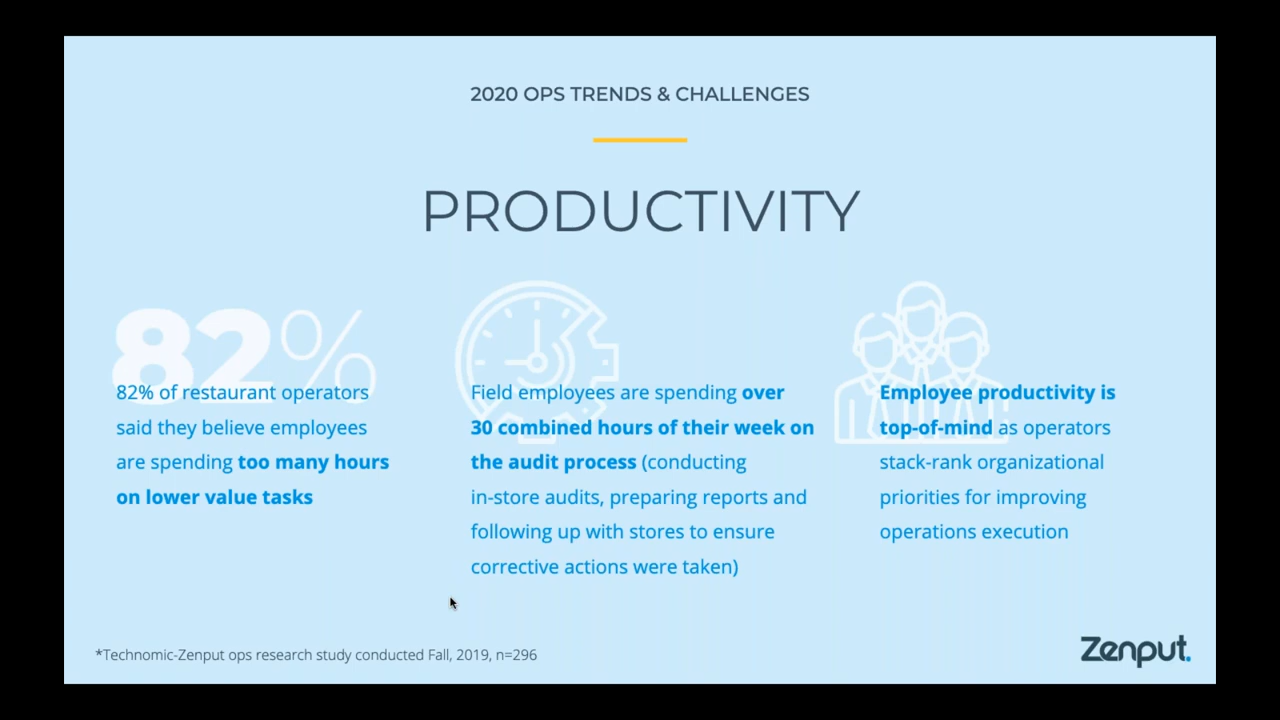 2020 OPS TRENDS & CHALLENGES
PRODUCTIVITY
82%
82% of restaurant operators
said they believe employees
are spending too many hours
on lower value tasks
Field employees are spending over
30 combined hours of their week on
the audit process (conducting
in-store audits, preparing reports and
following up with stores to ensure
corrective actions were taken)
Employee productivity is
top-of-mind as operators
stack-rank organizational
priorities for improving
operations execution
*Technomic-Zenput ops research study conducted Fall, 2019, n=296
Zenput.